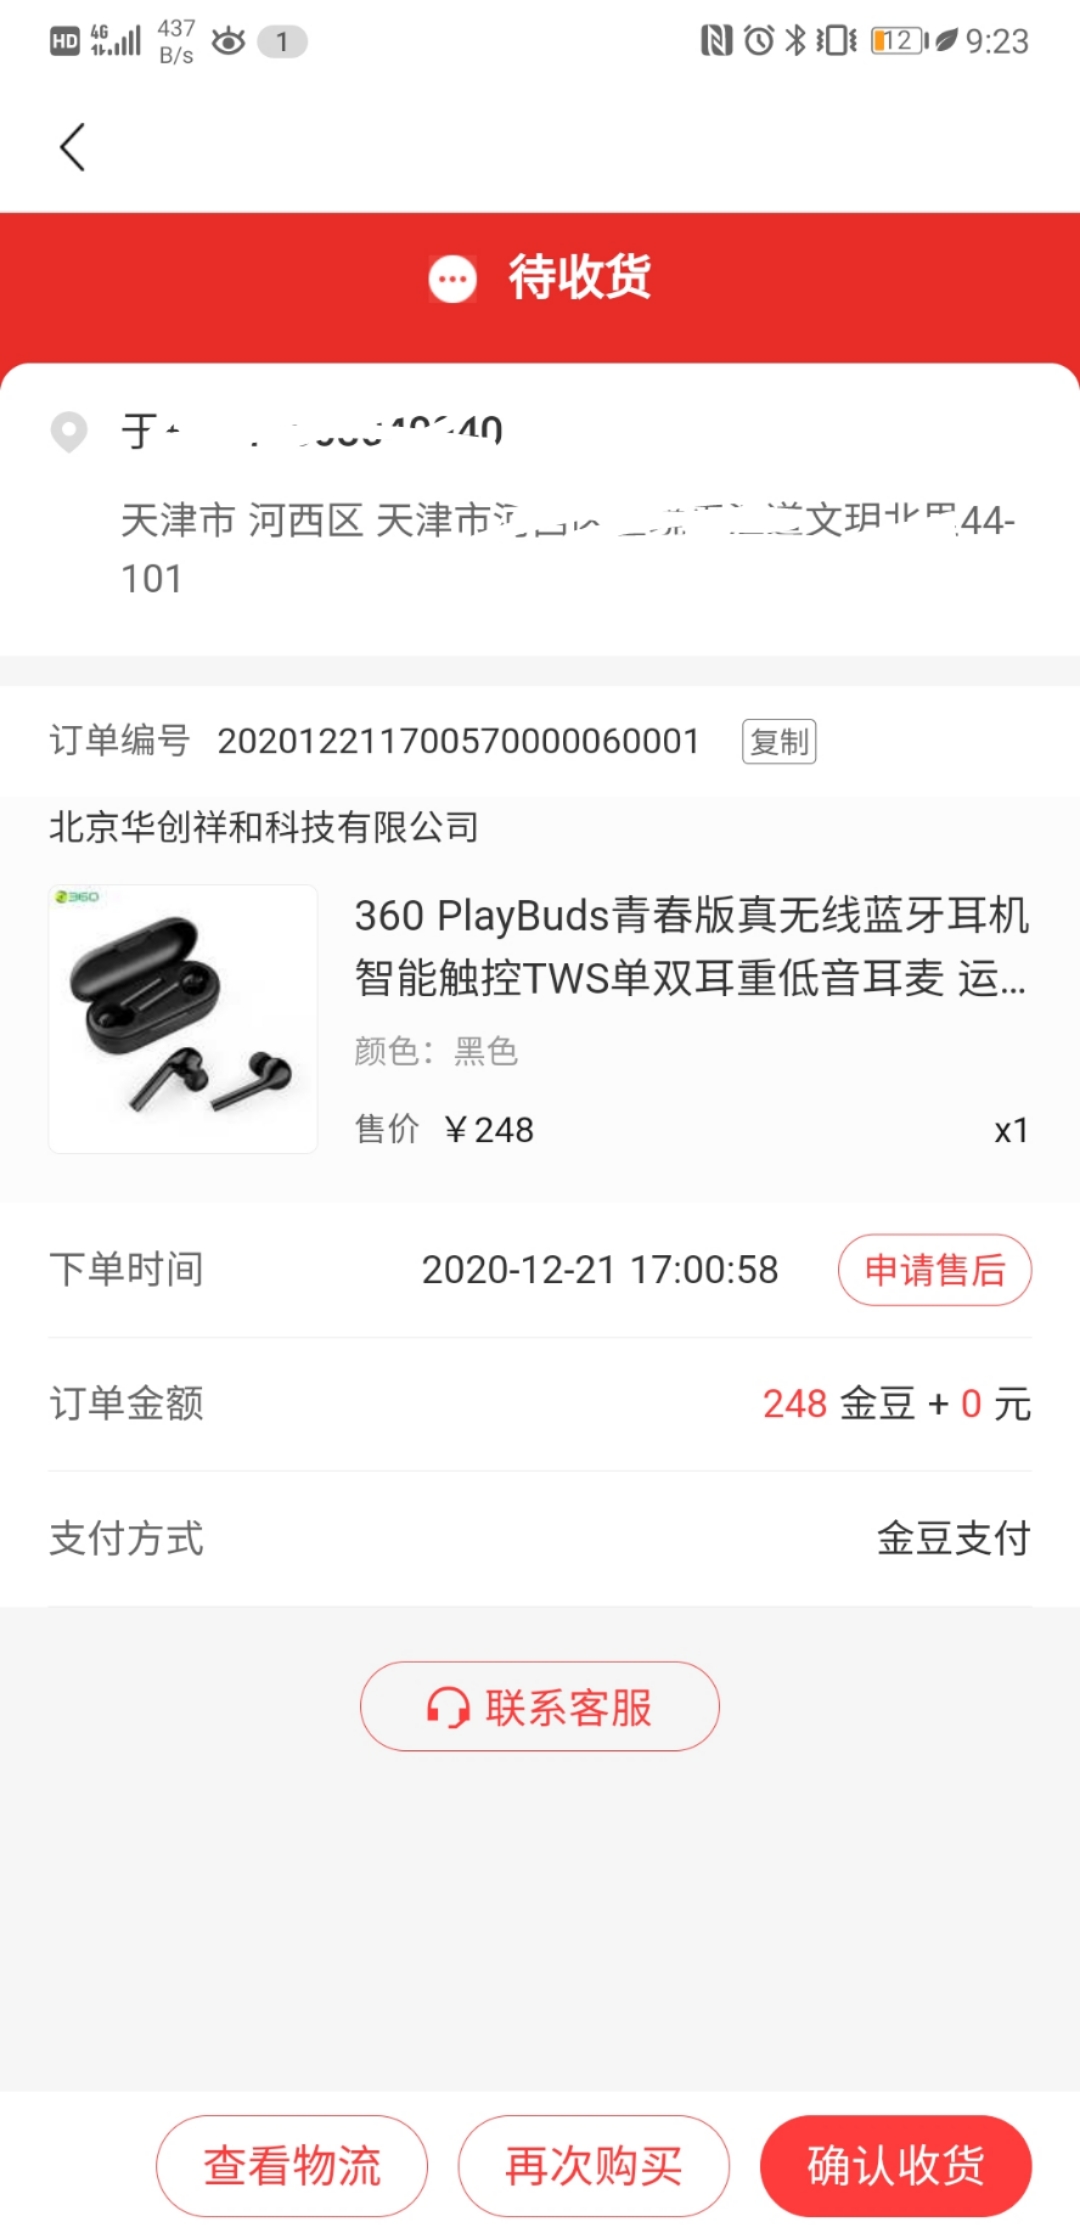 HD 4G 437 B/s 1 12 9:23
待收货
于
天津市 河西区 天津市 44-
101
订单编号 202012211700570000060001 复制
北京华创祥和科技有限公司
360
360 PlayBuds青春版真无线蓝牙耳机
智能触控TWS单双耳重低音耳麦 运...
颜色：黑色
售价 ¥248 x1
下单时间 2020-12-21 17:00:58 申请售后
订单金额 248 金豆 + 0 元
支付方式 金豆支付
联系客服
查看物流 再次购买 确认收货